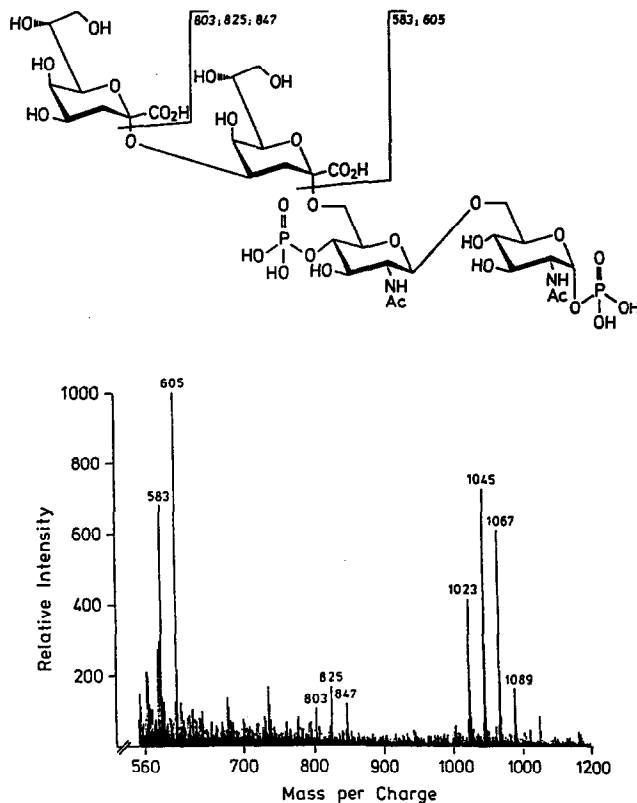 803; 825; 847
583; 605
HO
OH
HO
HO
O
CO₂H
O
HO
OH
HO
O
CO₂H
O
O
HO-P
HO
O
HO
O
NH
Ac
O
HO
HO
O
NH
Ac
O
O
P
OH
OH
Relative Intensity
1000
800
600
400
200
605
583
803
825
847
1023
1045
1067
1089
560 700 800 900 1000 1000 1200
Mass per Charge